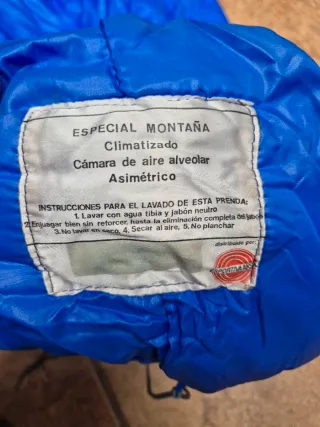 ESPECIAL MONTAÑA
Climatizado
Cámara de aire alveolar
Asimétrico
INSTRUCCIONES PARA EL LAVADO DE ESTA PRENDA:
1. Lavar con agua tibia y jabón neutro
2. Enjuagar bien sin retorcer, hasta la eliminación completa del jabón
3. No lavar en seco, 4. Secar al aire, 5. No planchar
distribuido por: